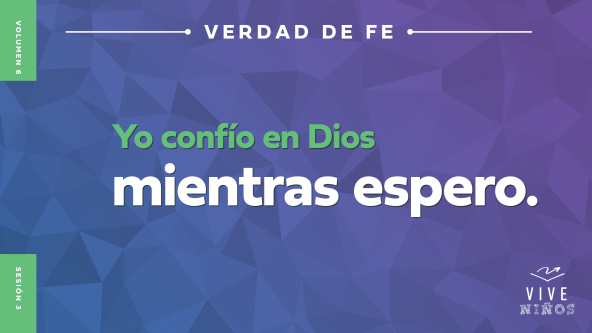 VOLUMEN 6
VERDAD DE FE
Yo confío en Dios
mientras espero.
SESIÓN 3
VIVE
NIÑOS